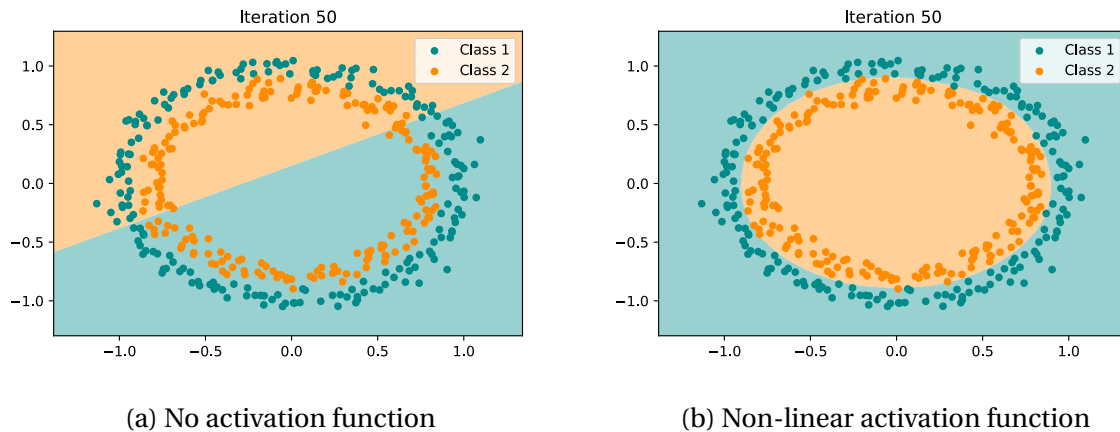 Iteration 50
Class 1
Class 2
1.0
0.5
0.0
−0.5
−1.0
−1.0 −0.5 0.0 0.5 1.0
(a) No activation function
Iteration 50
Class 1
Class 2
1.0
0.5
0.0
−0.5
−1.0
−1.0 −0.5 0.0 0.5 1.0
(b) Non-linear activation function